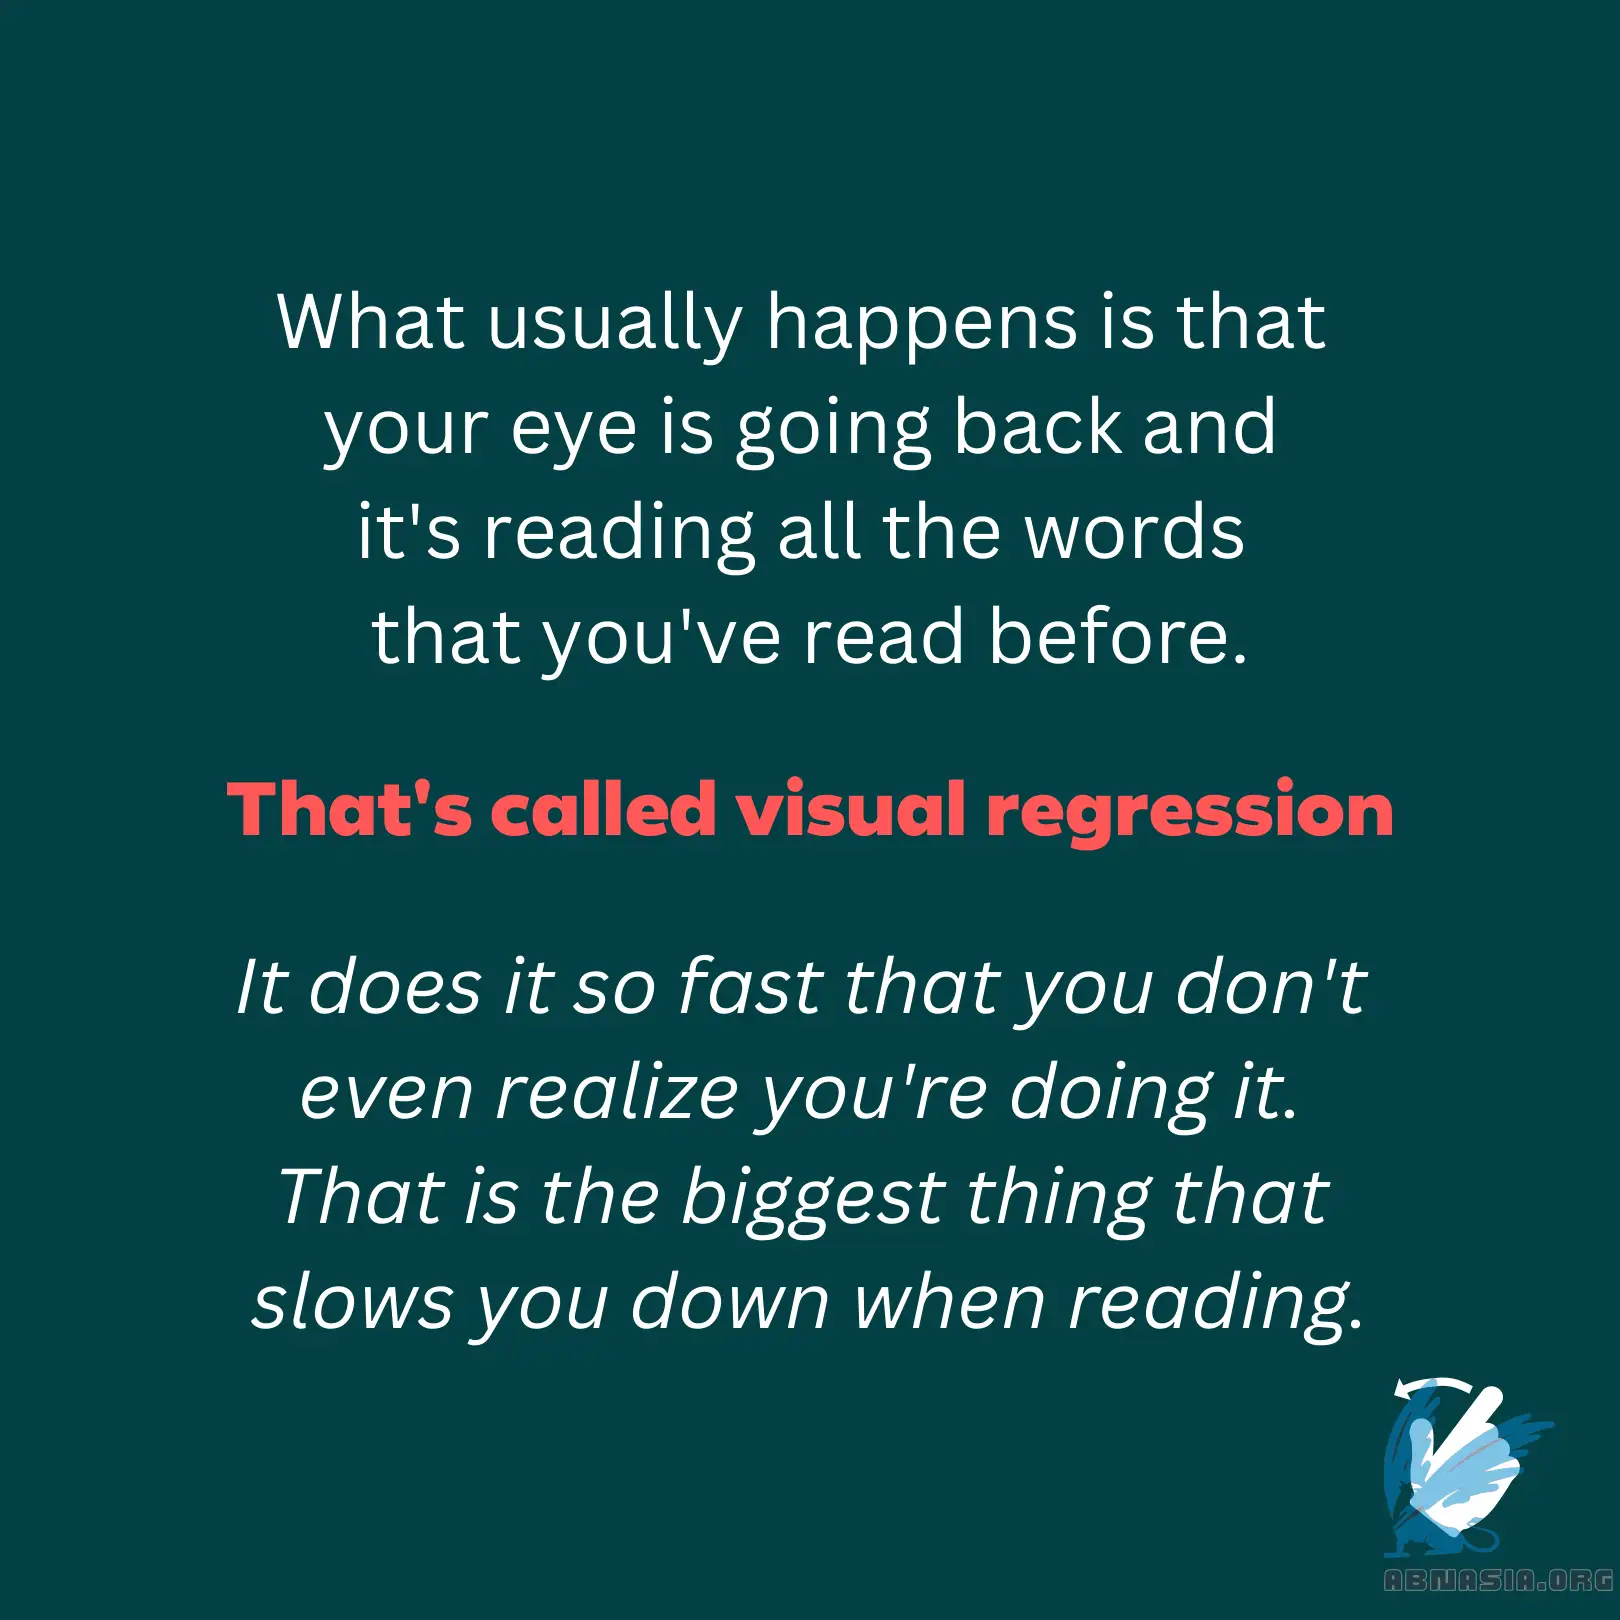 What usually happens is that
your eye is going back and
it's reading all the words
that you've read before.
That's called visual regression
It does it so fast that you don't
even realize you're doing it.
That is the biggest thing that
slows you down when reading.
ABNASIA.ORG